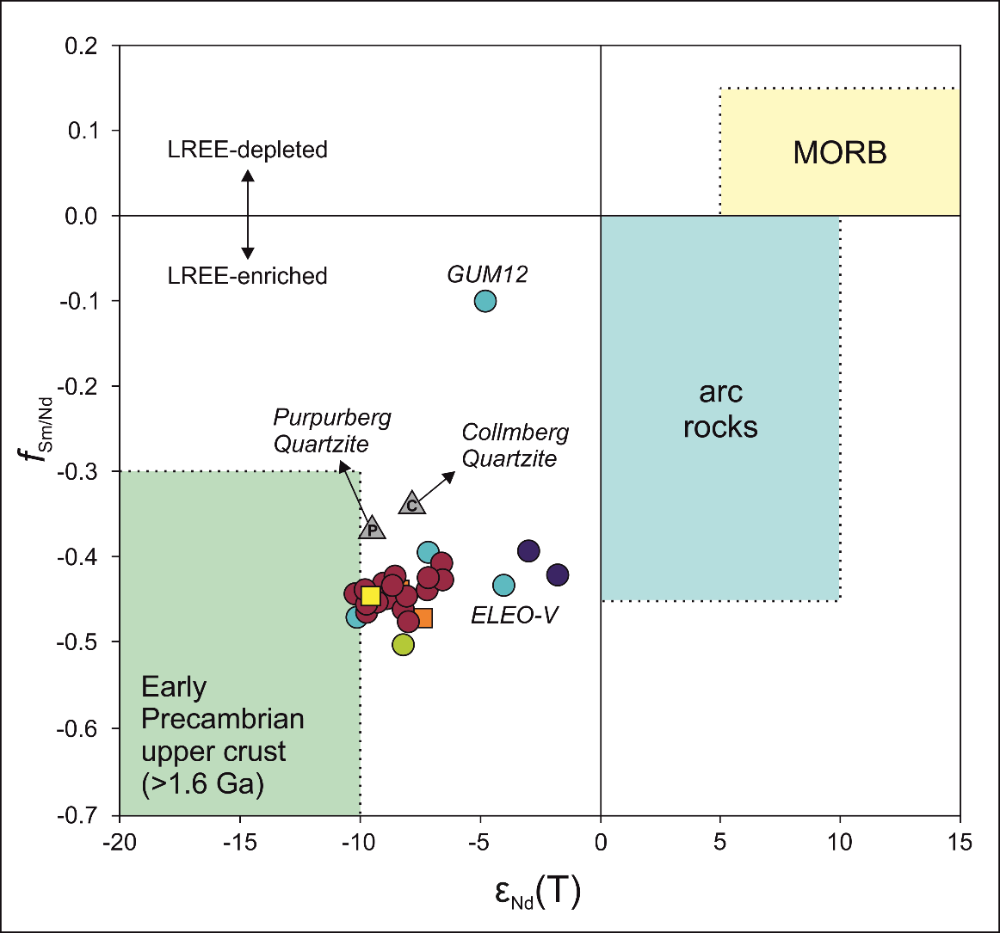 0.2
0.1
0.0
-0.1
-0.2
-0.3
-0.4
-0.5
-0.6
-0.7
fSm/Nd
LREE-depleted
LREE-enriched
MORB
GUM12
arc
rocks
Purpurberg
Quartzite
Collmberg
Quartzite
C
P
ELEO-V
Early
Precambrian
upper crust
(>1.6 Ga)
-20 -15 -10 -5 0 5 10 15
εNd(T)